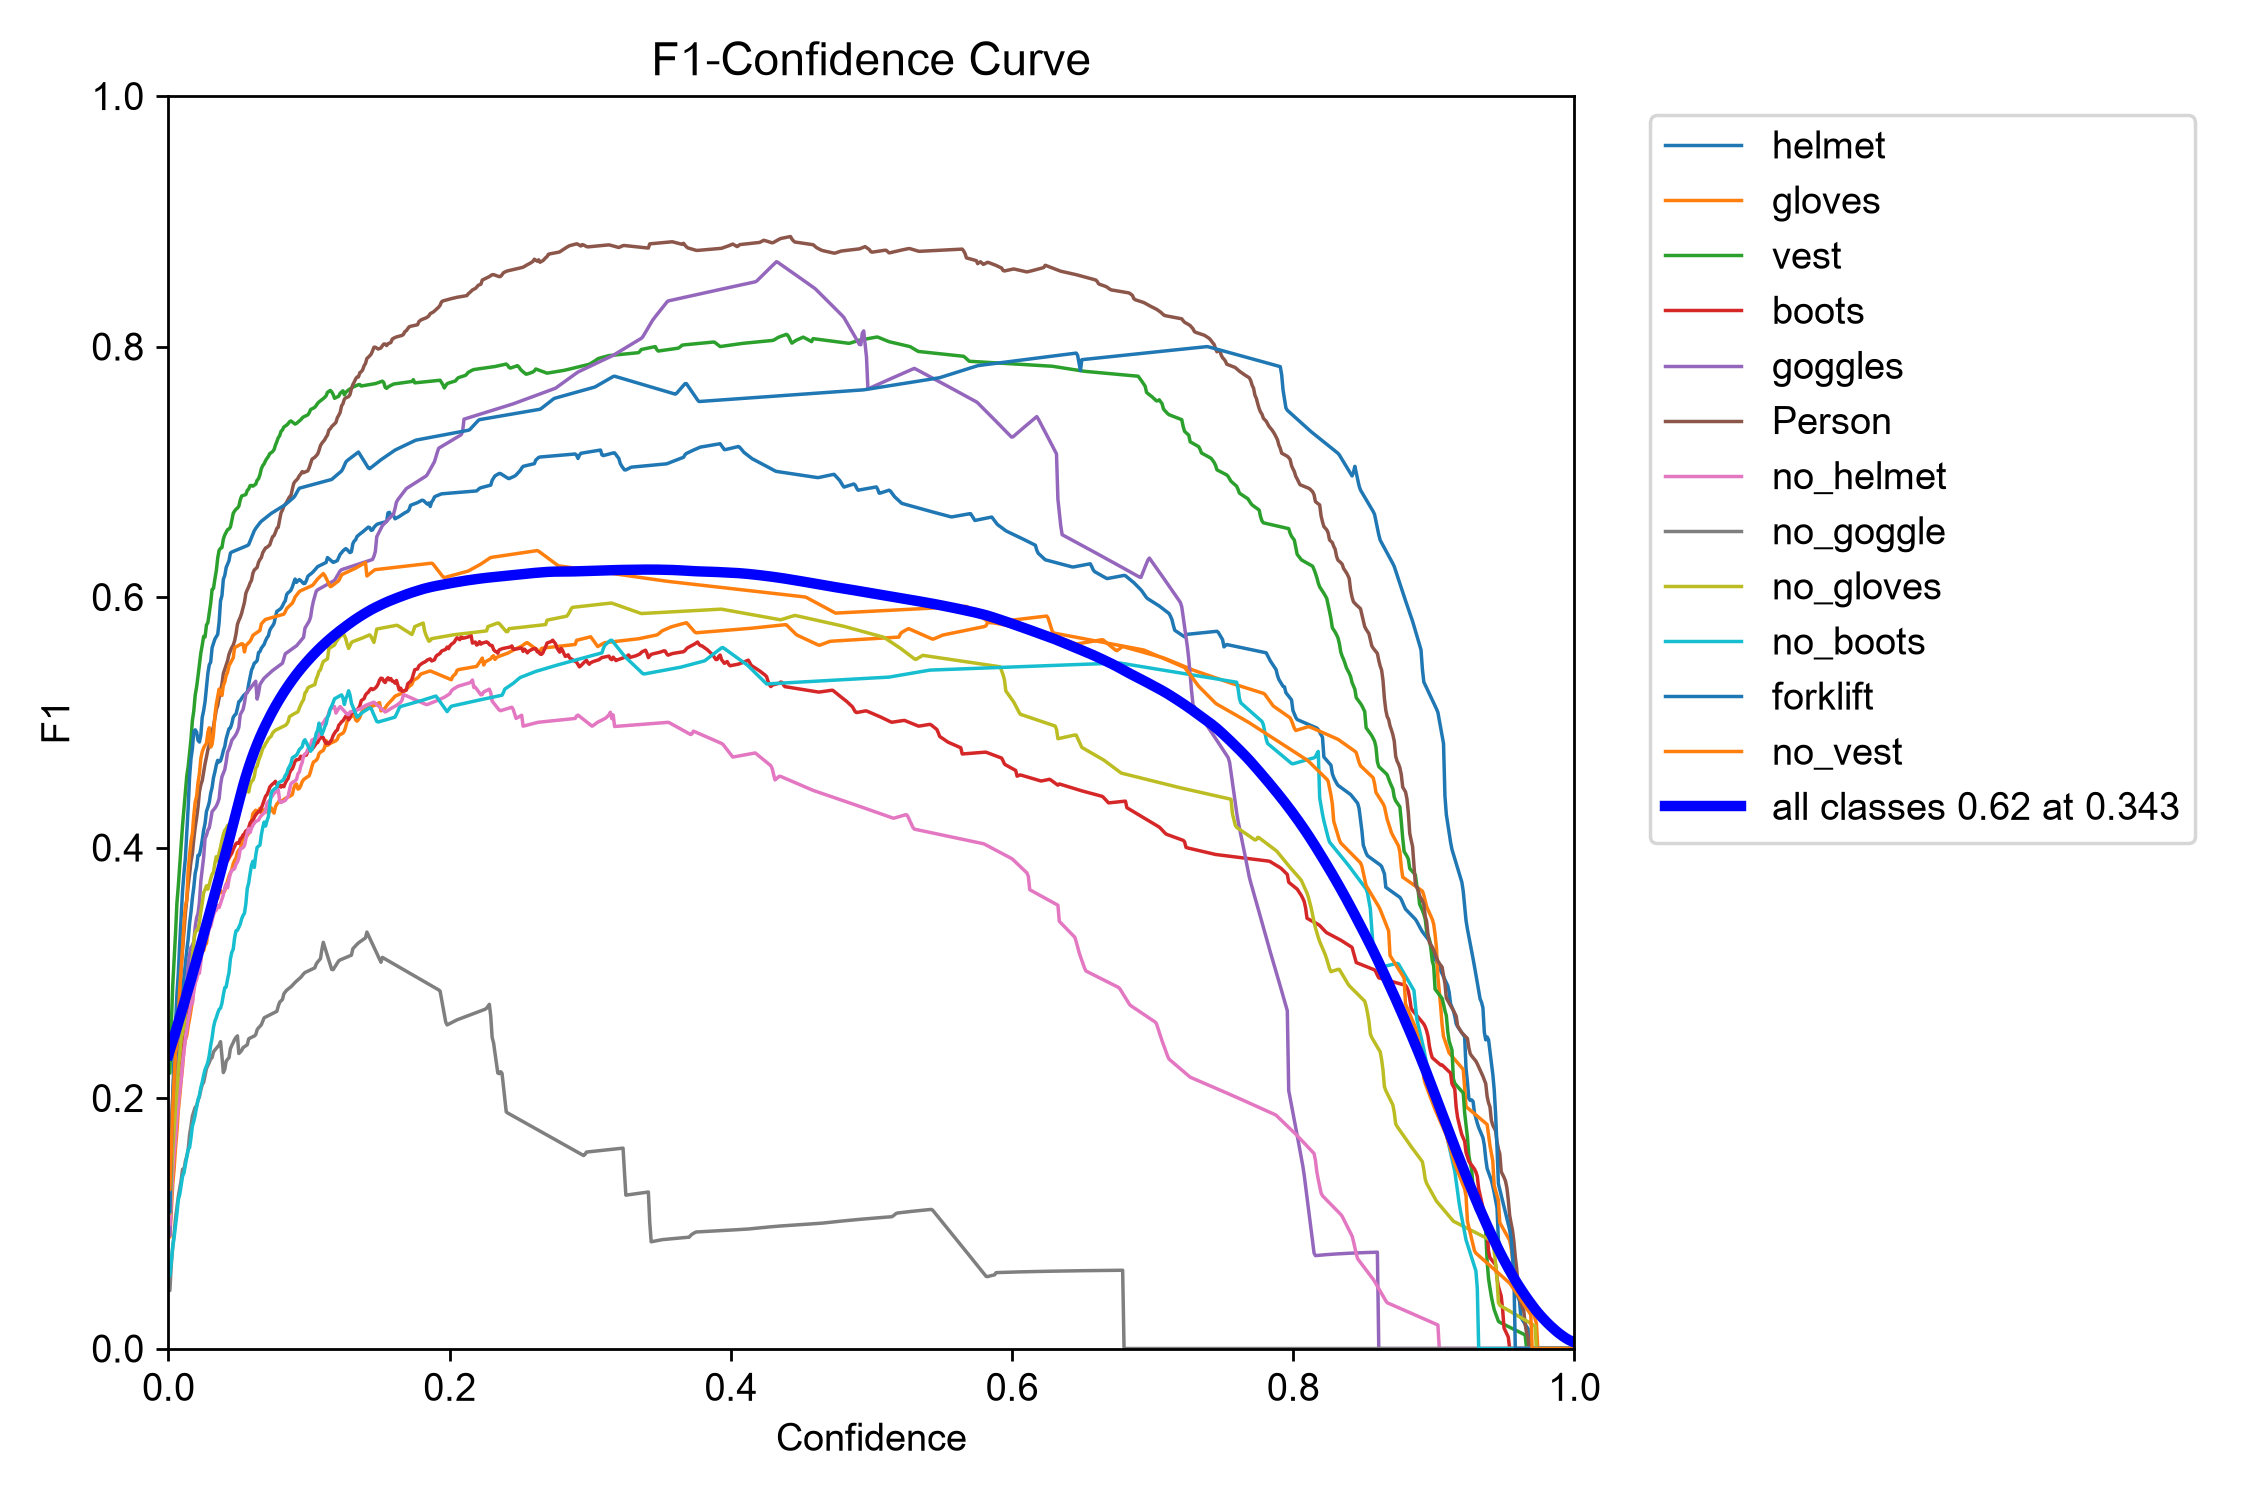 F1-Confidence Curve
1.0
0.8
0.6
0.4
0.2
0.0
F1
0.0 0.2 0.4 0.6 0.8 1.0
Confidence
helmet
gloves
vest
boots
goggles
Person
no_helmet
no_goggle
no_gloves
no_boots
forklift
no_vest
all classes 0.62 at 0.343